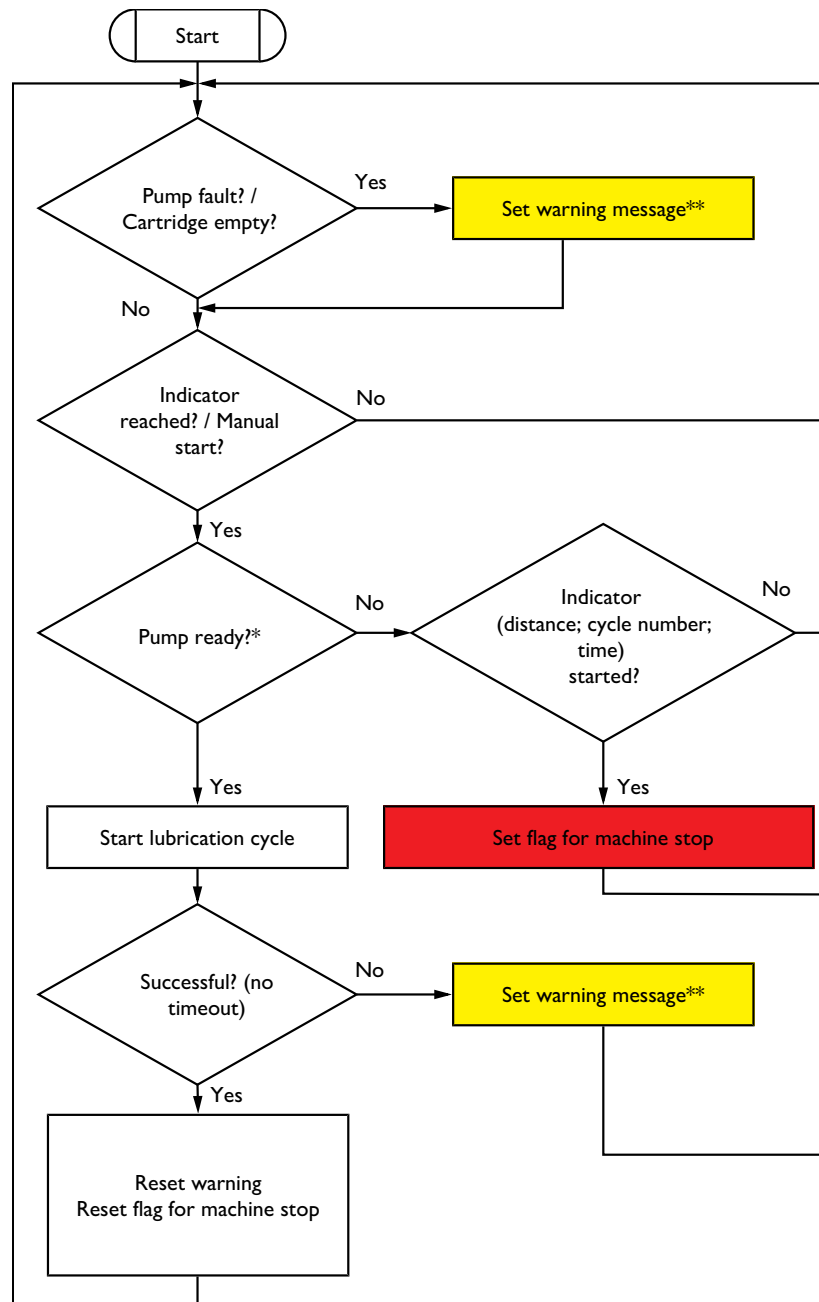 Start
Pump fault? /
Cartridge empty?
Yes
Set warning message**
No
Indicator
reached? / Manual
start?
No
Yes
Pump ready?*
No
Indicator
(distance; cycle number;
time)
started?
No
Yes
Yes
Start lubrication cycle
Set flag for machine stop
Successful? (no
timeout)
No
Set warning message**
Yes
Reset warning
Reset flag for machine stop